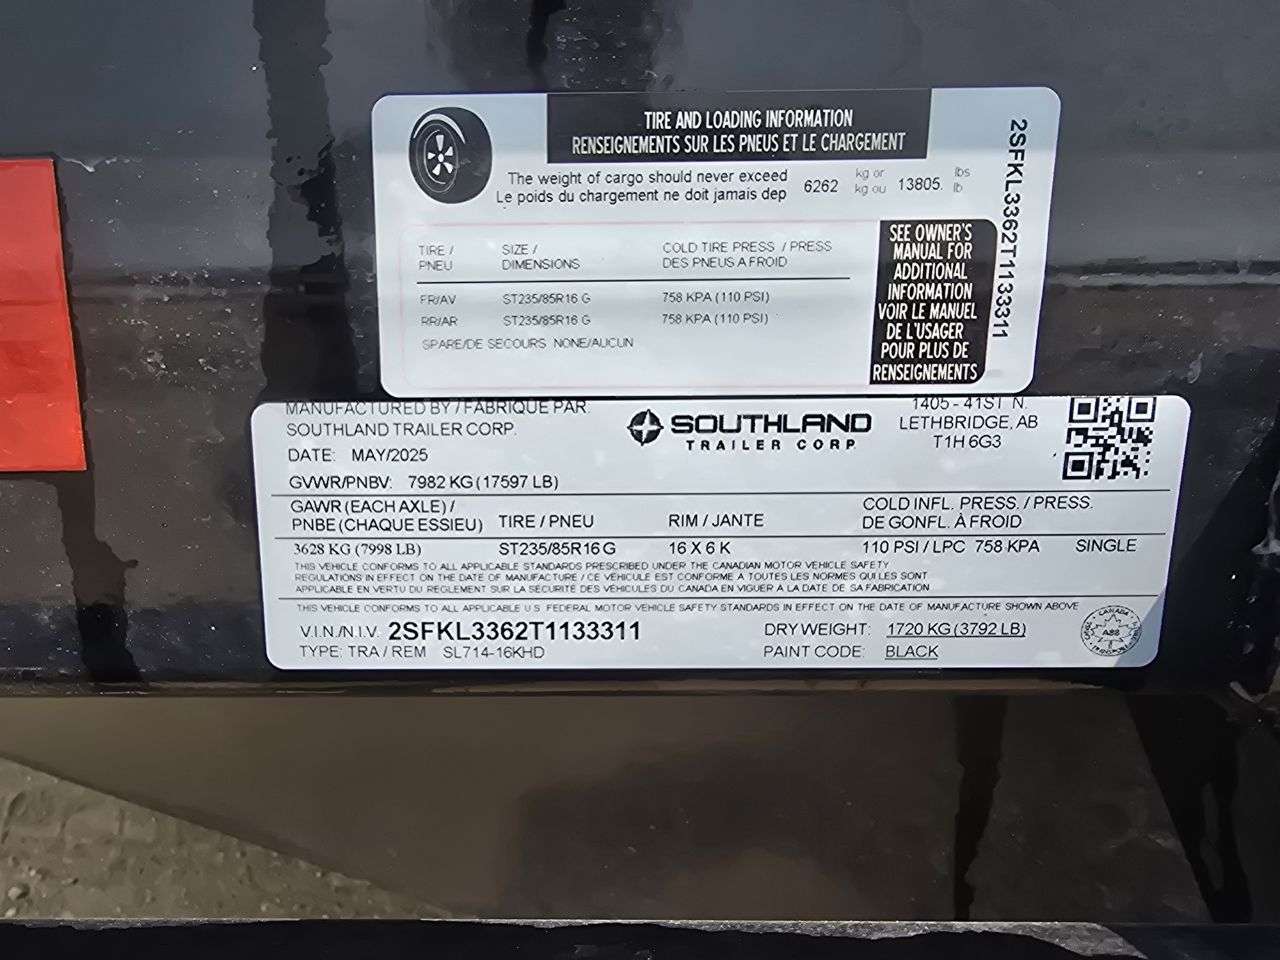 TIRE AND LOADING INFORMATION
RENSEIGNEMENTS SUR LES PNEUS ET LE CHARGEMENT
The weight of cargo should never exceed 6262 kg or 13805. lbs
Le poids du chargement ne doit jamais dep kg ou lb
TIRE / SIZE / COLD TIRE PRESS / PRESS
PNEU DIMENSIONS DES PNEUS A FROID
FR/AV ST235/85R16 G 758 KPA (110 PSI)
RR/AR ST235/85R16 G 758 KPA (110 PSI)
SPARE/DE SECOURS NONE/AUCUN
SEE OWNER'S
MANUAL FOR
ADDITIONAL
INFORMATION
VOIR LE MANUEL
DE L'USAGER
POUR PLUS DE
RENSEIGNEMENTS
2SFKL3362T1133311
MANUFACTURED BY / FABRIQUE PAR
SOUTHLAND TRAILER CORP.
SOUTHLAND
TRAILER CORP
1405 - 41ST N.
LETHBRIDGE, AB
T1H 6G3
DATE: MAY/2025
GVWR/PNBV: 7982 KG (17597 LB)
GAWR (EACH AXLE) / COLD INFL. PRESS. / PRESS.
PNBE (CHAQUE ESSIEU) TIRE / PNEU RIM / JANTE DE GONFL. À FROID
3628 KG (7998 LB) ST235/85R16 G 16 X 6 K 110 PSI / LPC 758 KPA SINGLE
THIS VEHICLE CONFORMS TO ALL APPLICABLE STANDARDS PRESCRIBED UNDER THE CANADIAN MOTOR VEHICLE SAFETY
REGULATIONS IN EFFECT ON THE DATE OF MANUFACTURE / CE VÉHICULE EST CONFORME A TOUTES LES NORMES QUI LES SONT
APPLICABLE EN VERTU DU REGLEMENT SUR LA SÉCURITÉ DES VÉHICULES DU CANADA EN VIGUER A LA DATE DE SA FABRICATION
THIS VEHICLE CONFORMS TO ALL APPLICABLE U.S. FEDERAL MOTOR VEHICLE SAFETY STANDARDS IN EFFECT ON THE DATE OF MANUFACTURE SHOWN ABOVE
V.I.N./N.I.V. 2SFKL3362T1133311 DRY WEIGHT: 1720 KG (3792 LB)
TYPE: TRA / REM SL714-16KHD PAINT CODE: BLACK
CANADA